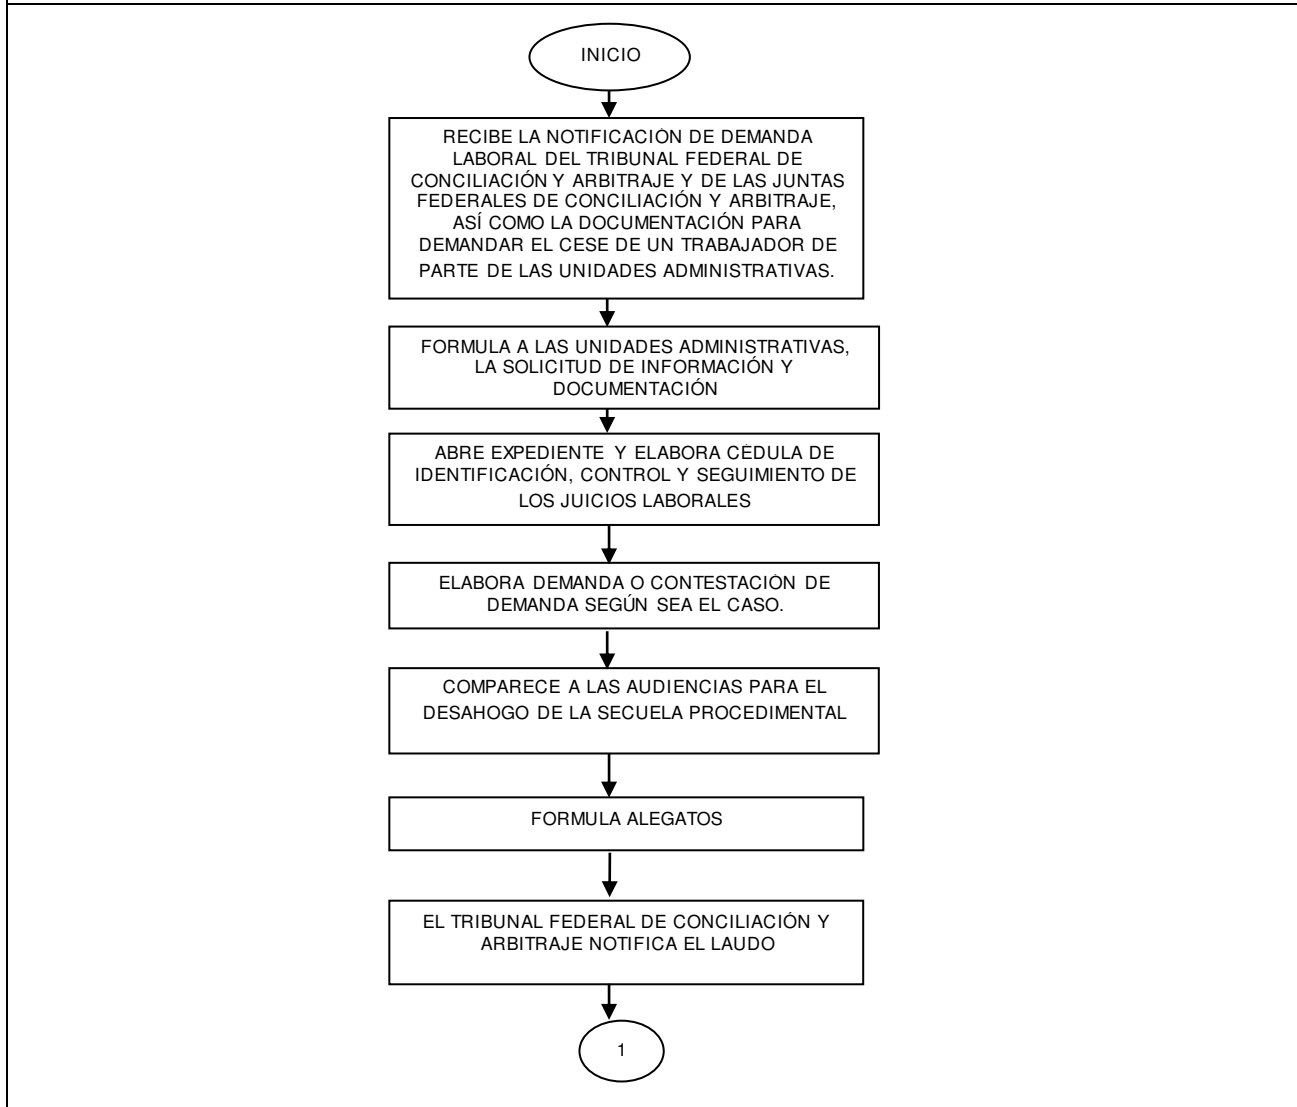 INICIO
RECIBE LA NOTIFICACIÓN DE DEMANDA
LABORAL DEL TRIBUNAL FEDERAL DE
CONCILIACIÓN Y ARBITRAJE Y DE LAS JUNTAS
FEDERALES DE CONCILIACIÓN Y ARBITRAJE,
ASÍ COMO LA DOCUMENTACIÓN PARA
DEMANDAR EL CESE DE UN TRABAJADOR DE
PARTE DE LAS UNIDADES ADMINISTRATIVAS.
FORMULA A LAS UNIDADES ADMINISTRATIVAS,
LA SOLICITUD DE INFORMACIÓN Y
DOCUMENTACIÓN
ABRE EXPEDIENTE Y ELABORA CÉDULA DE
IDENTIFICACIÓN, CONTROL Y SEGUIMIENTO DE
LOS JUICIOS LABORALES
ELABORA DEMANDA O CONTESTACIÓN DE
DEMANDA SEGÚN SEA EL CASO.
COMPARECE A LAS AUDIENCIAS PARA EL
DESAHOGO DE LA SECUELA PROCEDIMENTAL
FORMULA ALEGATOS
EL TRIBUNAL FEDERAL DE CONCILIACIÓN Y
ARBITRAJE NOTIFICA EL LAUDO
1